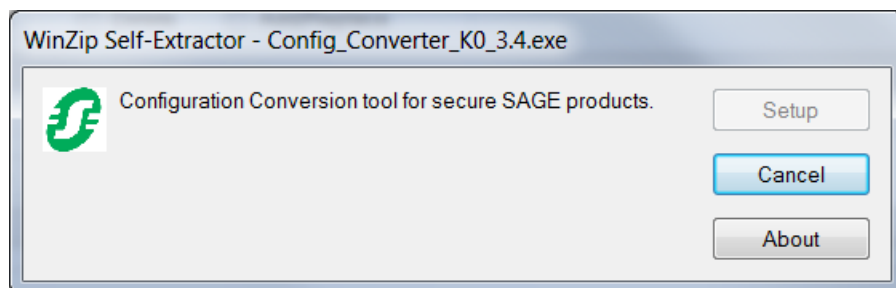 WinZip Self-Extractor - Config_Converter_K0_3.4.exe
Configuration Conversion tool for secure SAGE products.
Setup
Cancel
About